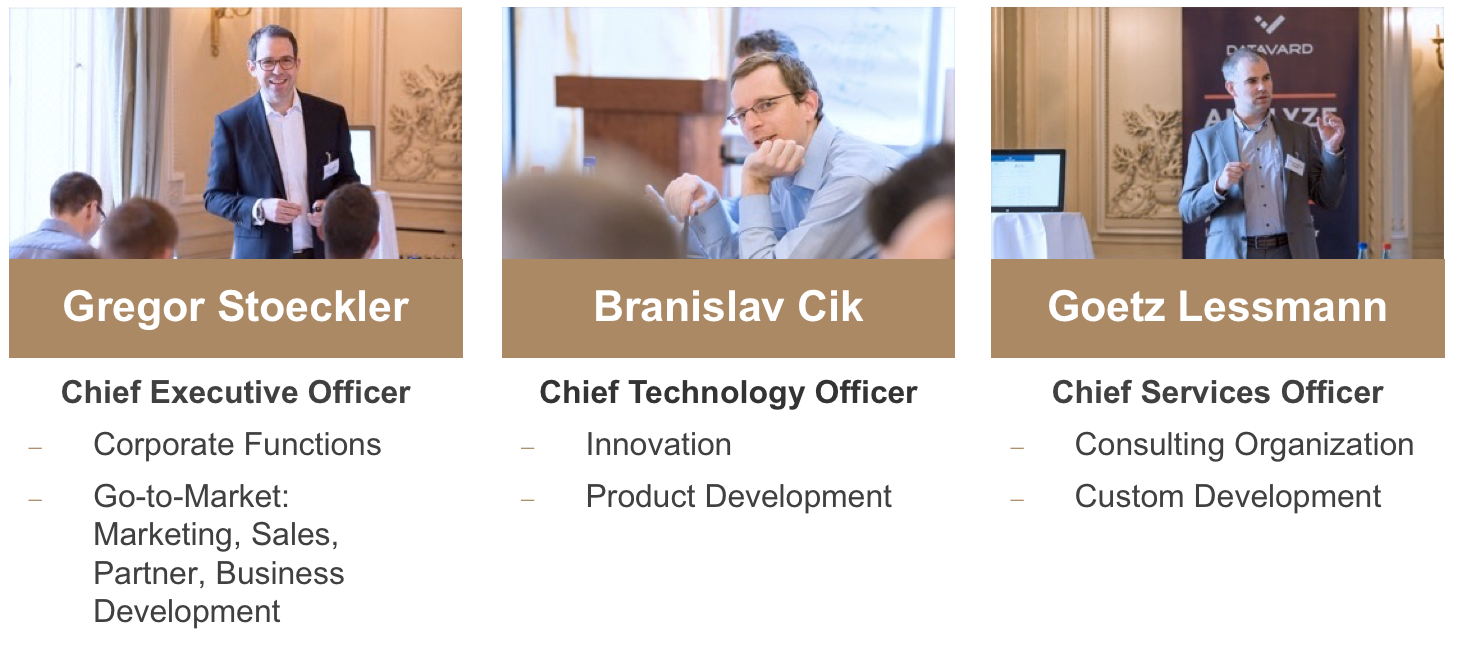 DATAVARD
ANALYZE
Gregor Stoeckler
Chief Executive Officer
– Corporate Functions
– Go-to-Market:
Marketing, Sales,
Partner, Business
Development
Branislav Cik
Chief Technology Officer
– Innovation
– Product Development
Goetz Lessmann
Chief Services Officer
– Consulting Organization
– Custom Development